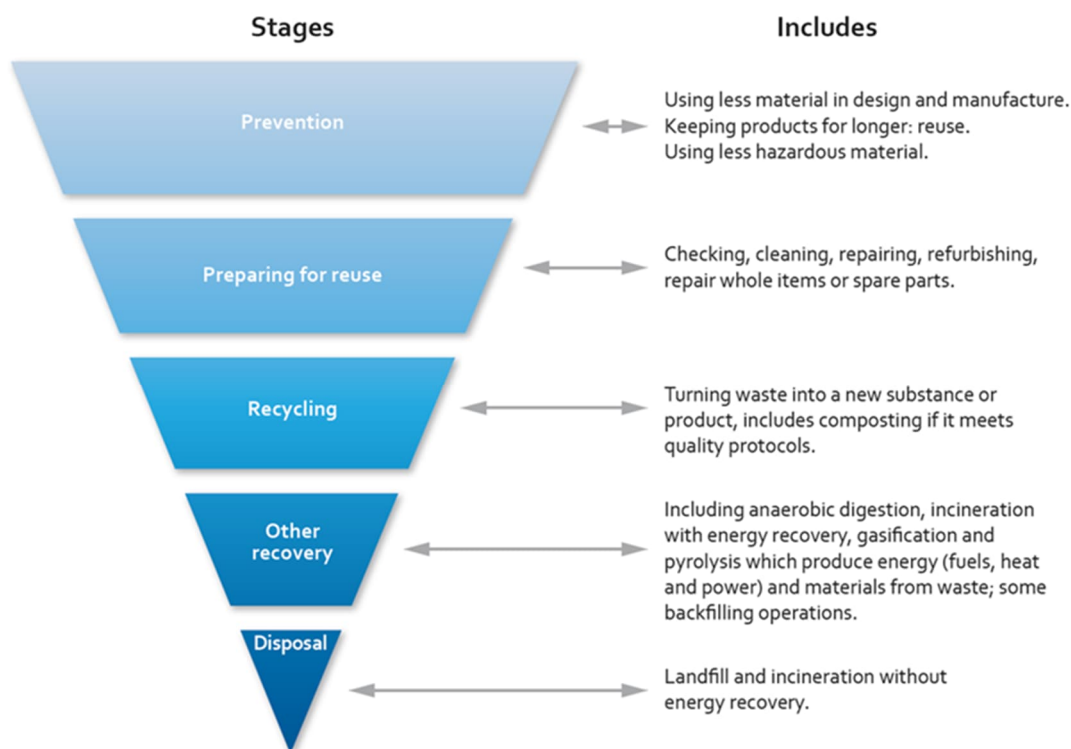 Stages
Includes
Prevention
Using less material in design and manufacture.
Keeping products for longer: reuse.
Using less hazardous material.
Preparing for reuse
Checking, cleaning, repairing, refurbishing,
repair whole items or spare parts.
Recycling
Turning waste into a new substance or
product, includes composting if it meets
quality protocols.
Other
recovery
Including anaerobic digestion, incineration
with energy recovery, gasification and
pyrolysis which produce energy (fuels, heat
and power) and materials from waste; some
backfilling operations.
Disposal
Landfill and incineration without
energy recovery.